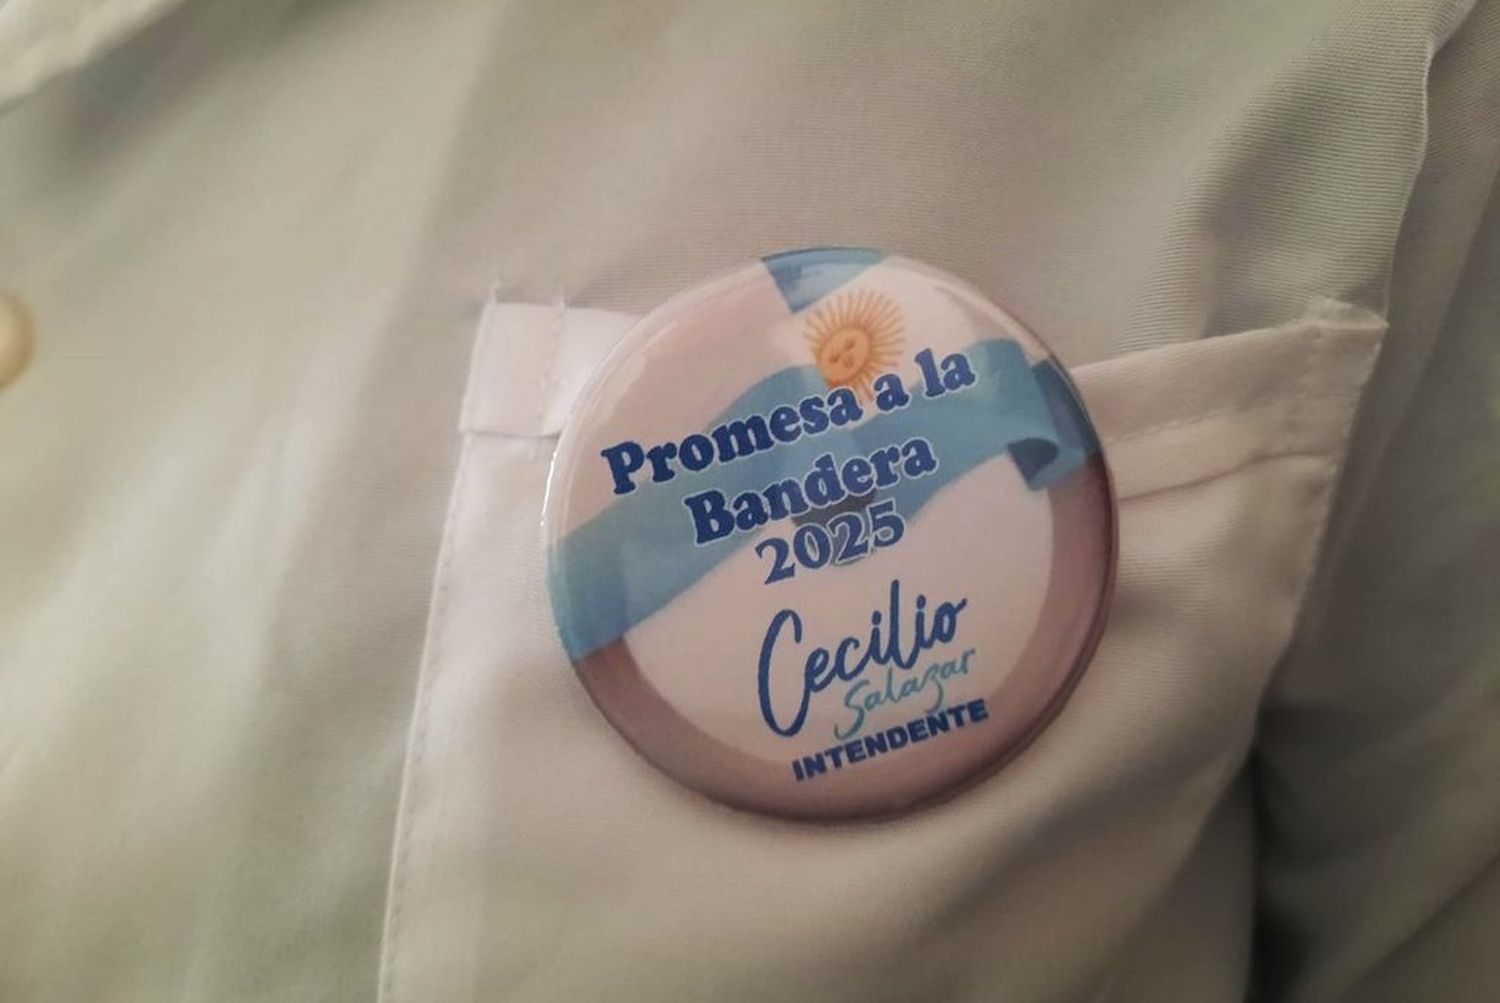 Promesa a la
Bandera
2025
Cecilio
Salazar
INTENDENTE